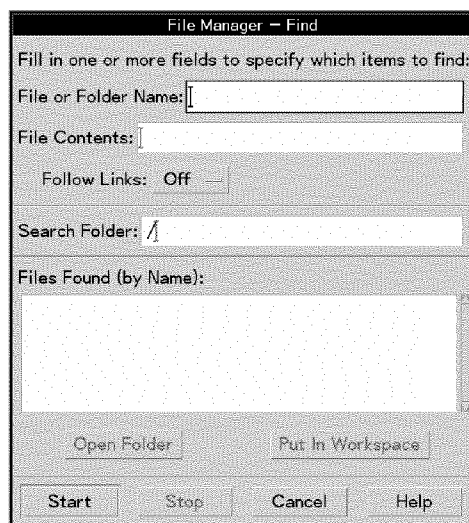 File Manager – Find
Fill in one or more fields to specify which items to find:
File or Folder Name:
File Contents:
Follow Links: Off
Search Folder: /
Files Found (by Name):
Open Folder Put In Workspace
Start Stop Cancel Help